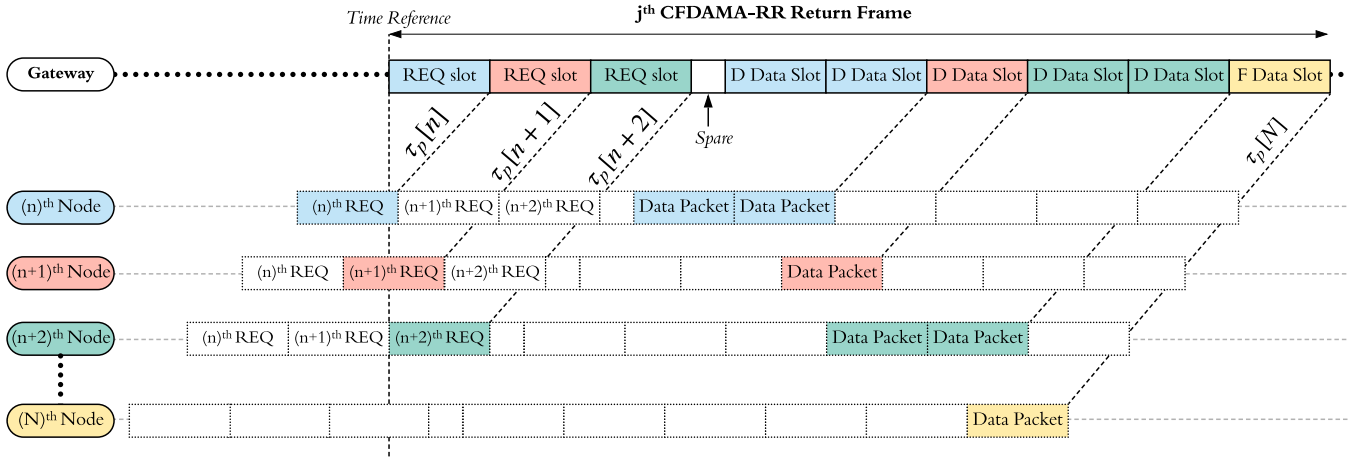 jᵗʰ CFDAMA-RR Return Frame
Time Reference
Gateway
REQ slot REQ slot REQ slot D Data Slot D Data Slot D Data Slot D Data Slot D Data Slot F Data Slot
τₚ[n] τₚ[n + 1] τₚ[n + 2] Spare τₚ[N]
(n)ᵗʰ Node (n)ᵗʰ REQ (n+1)ᵗʰ REQ (n+2)ᵗʰ REQ Data Packet Data Packet
(n+1)ᵗʰ Node (n)ᵗʰ REQ (n+1)ᵗʰ REQ (n+2)ᵗʰ REQ Data Packet
(n+2)ᵗʰ Node (n)ᵗʰ REQ (n+1)ᵗʰ REQ (n+2)ᵗʰ REQ Data Packet Data Packet
(N)ᵗʰ Node Data Packet